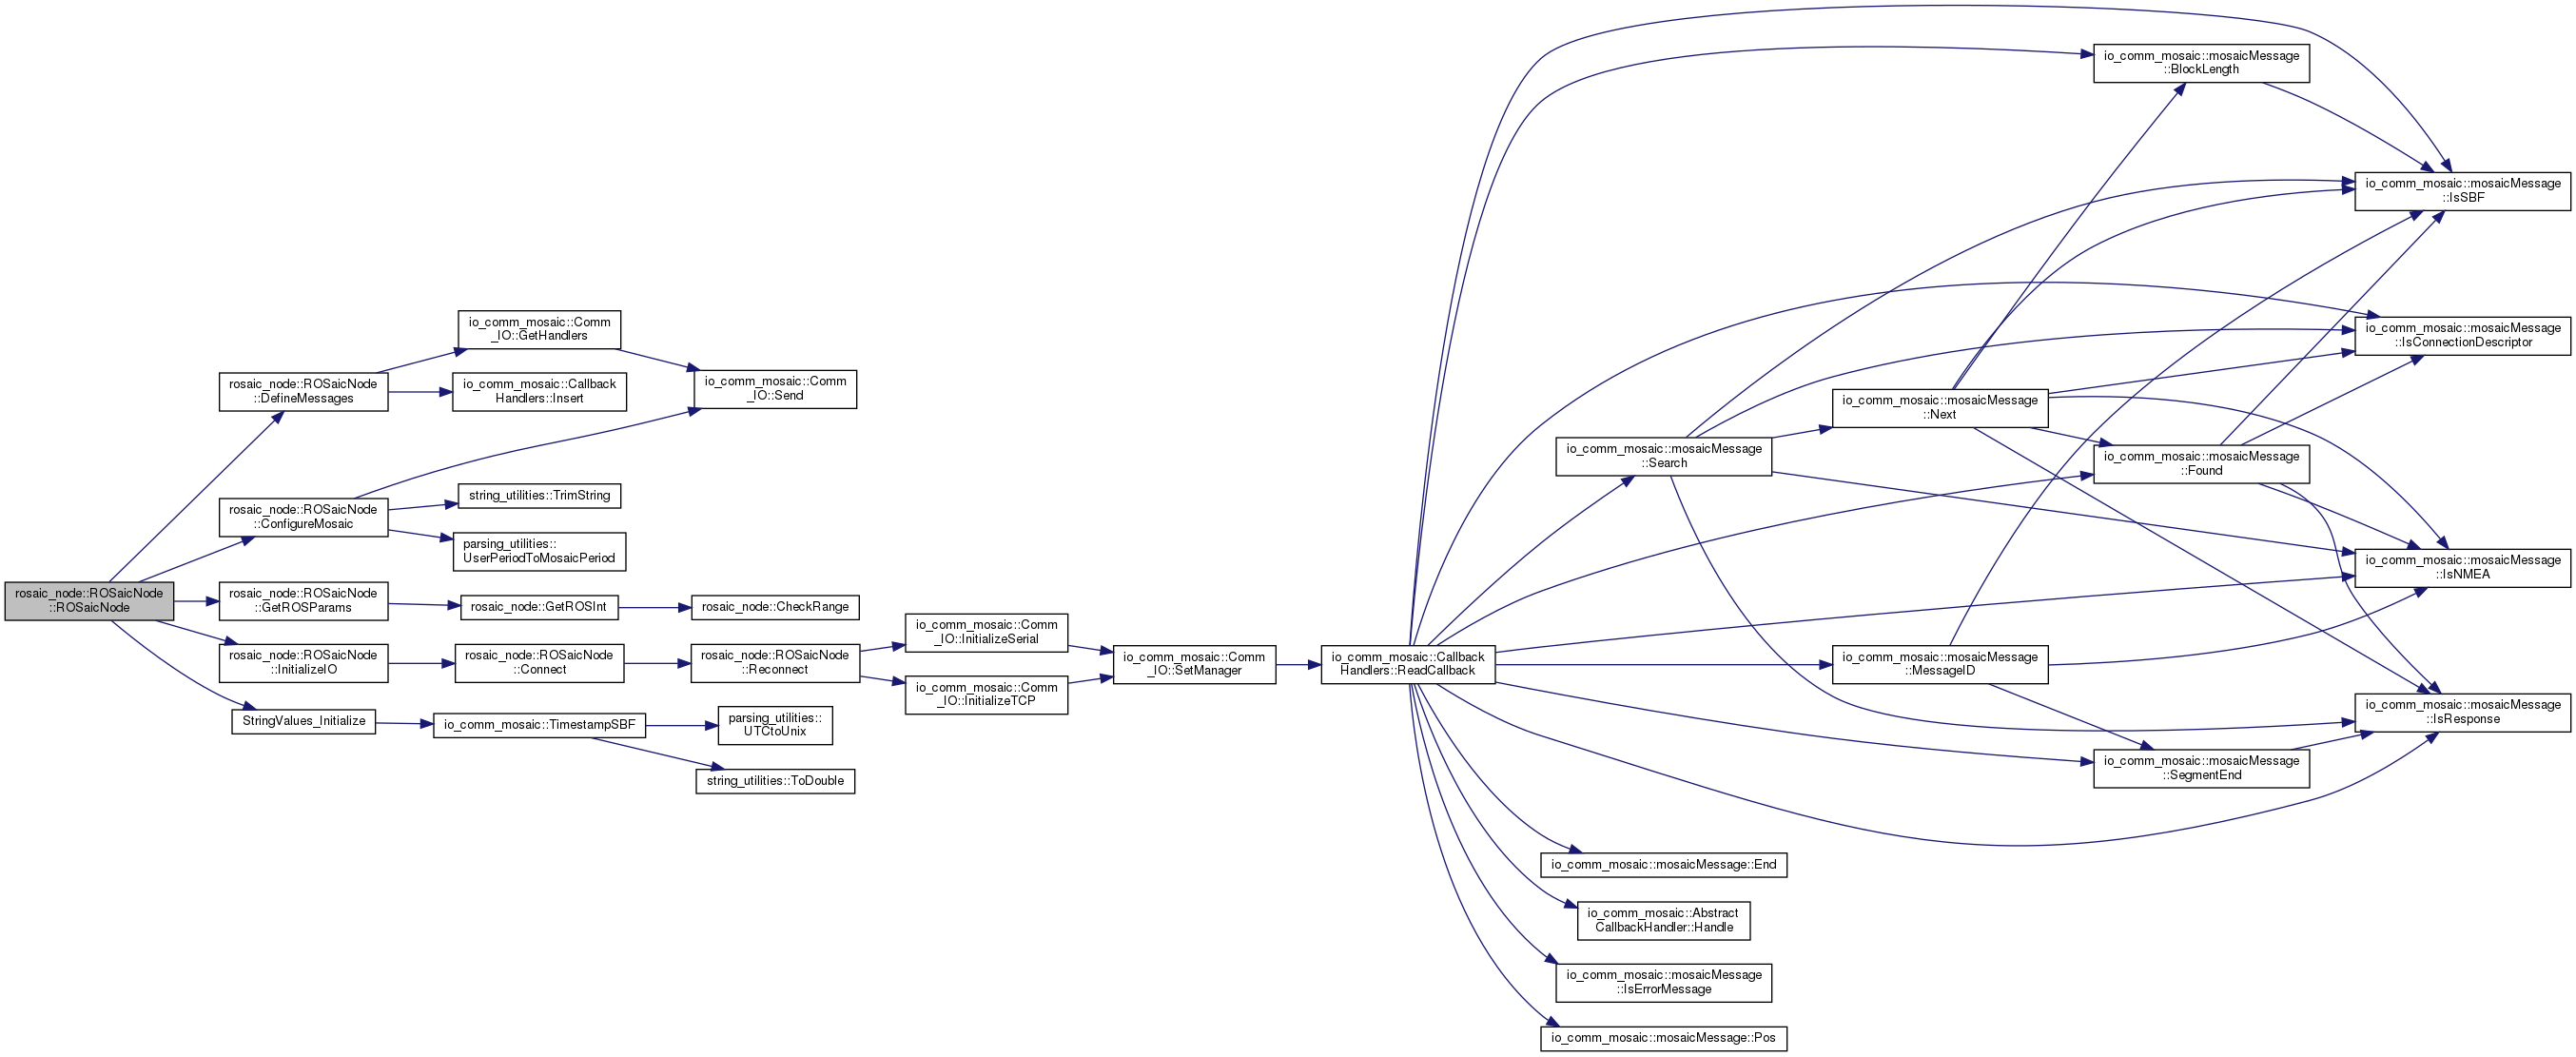 rosaic_node::ROSaicNode
::ROSaicNode
rosaic_node::ROSaicNode
::DefineMessages
rosaic_node::ROSaicNode
::ConfigureMosaic
rosaic_node::ROSaicNode
::GetROSParams
rosaic_node::ROSaicNode
::InitializeIO
StringValues_Initialize
io_comm_mosaic::Comm
_IO::GetHandlers
io_comm_mosaic::Callback
Handlers::Insert
string_utilities::TrimString
parsing_utilities::
UserPeriodToMosaicPeriod
rosaic_node::GetROSInt
rosaic_node::ROSaicNode
::Connect
io_comm_mosaic::TimestampSBF
io_comm_mosaic::Comm
_IO::Send
rosaic_node::CheckRange
rosaic_node::ROSaicNode
::Reconnect
parsing_utilities::
UTCtoUnix
string_utilities::ToDouble
io_comm_mosaic::Comm
_IO::InitializeSerial
io_comm_mosaic::Comm
_IO::InitializeTCP
io_comm_mosaic::Comm
_IO::SetManager
io_comm_mosaic::Callback
Handlers::ReadCallback
io_comm_mosaic::mosaicMessage
::Search
io_comm_mosaic::mosaicMessage::End
io_comm_mosaic::Abstract
CallbackHandler::Handle
io_comm_mosaic::mosaicMessage
::IsErrorMessage
io_comm_mosaic::mosaicMessage::Pos
io_comm_mosaic::mosaicMessage
::Next
io_comm_mosaic::mosaicMessage
::MessageID
io_comm_mosaic::mosaicMessage
::BlockLength
io_comm_mosaic::mosaicMessage
::Found
io_comm_mosaic::mosaicMessage
::SegmentEnd
io_comm_mosaic::mosaicMessage
::IsSBF
io_comm_mosaic::mosaicMessage
::IsConnectionDescriptor
io_comm_mosaic::mosaicMessage
::IsNMEA
io_comm_mosaic::mosaicMessage
::IsResponse